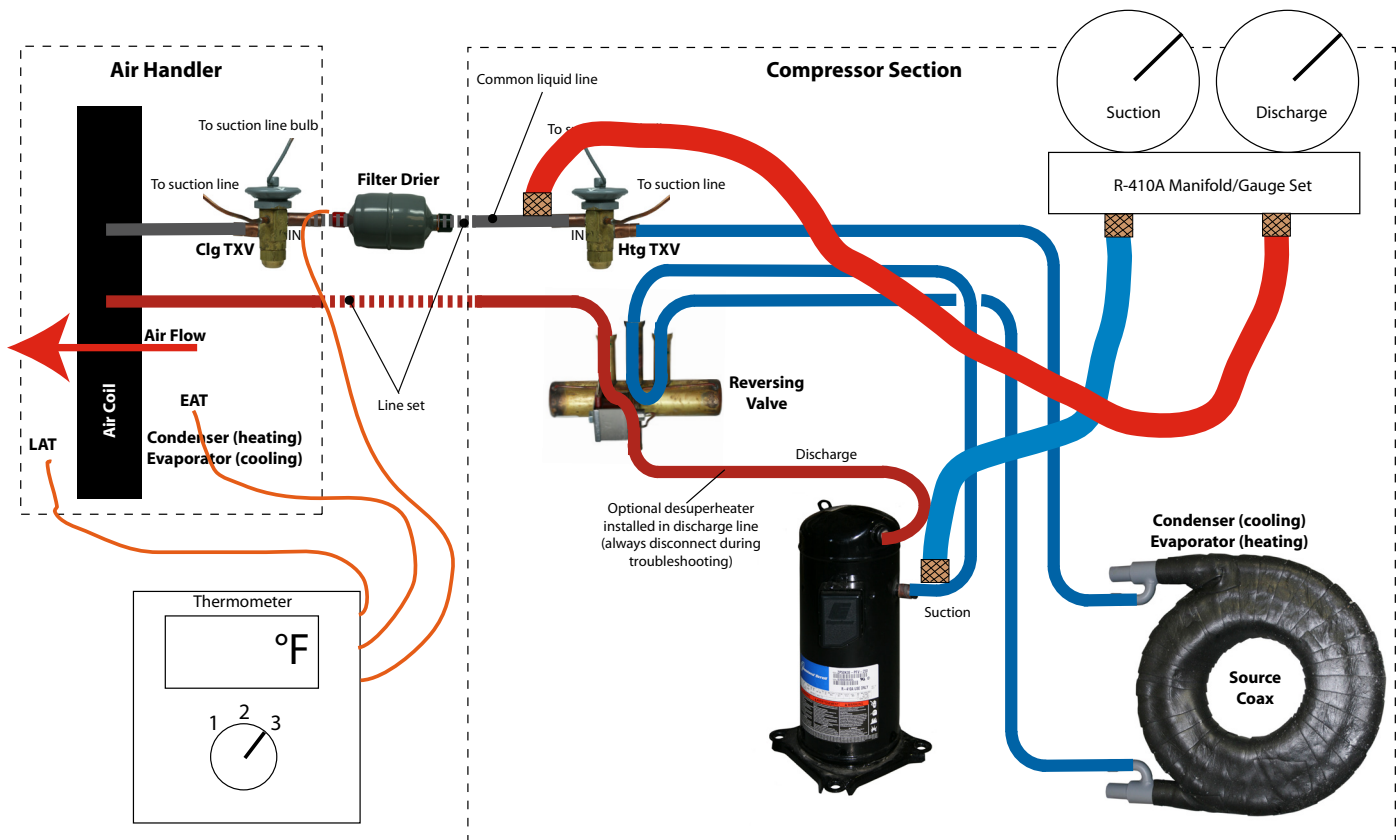 Air Handler
Compressor Section
Common liquid line
To suction line bulb
Suction
Discharge
R-410A Manifold/Gauge Set
To suction line
Filter Drier
To suction line
IN
IN
Clg TXV
Htg TXV
Air Flow
Reversing
Valve
Line set
EAT
Air Coil
LAT
Condenser (heating)
Evaporator (cooling)
Discharge
Optional desuperheater
installed in discharge line
(always disconnect during
troubleshooting)
Condenser (cooling)
Evaporator (heating)
Suction
Thermometer
°F
Source
Coax
1
2
3